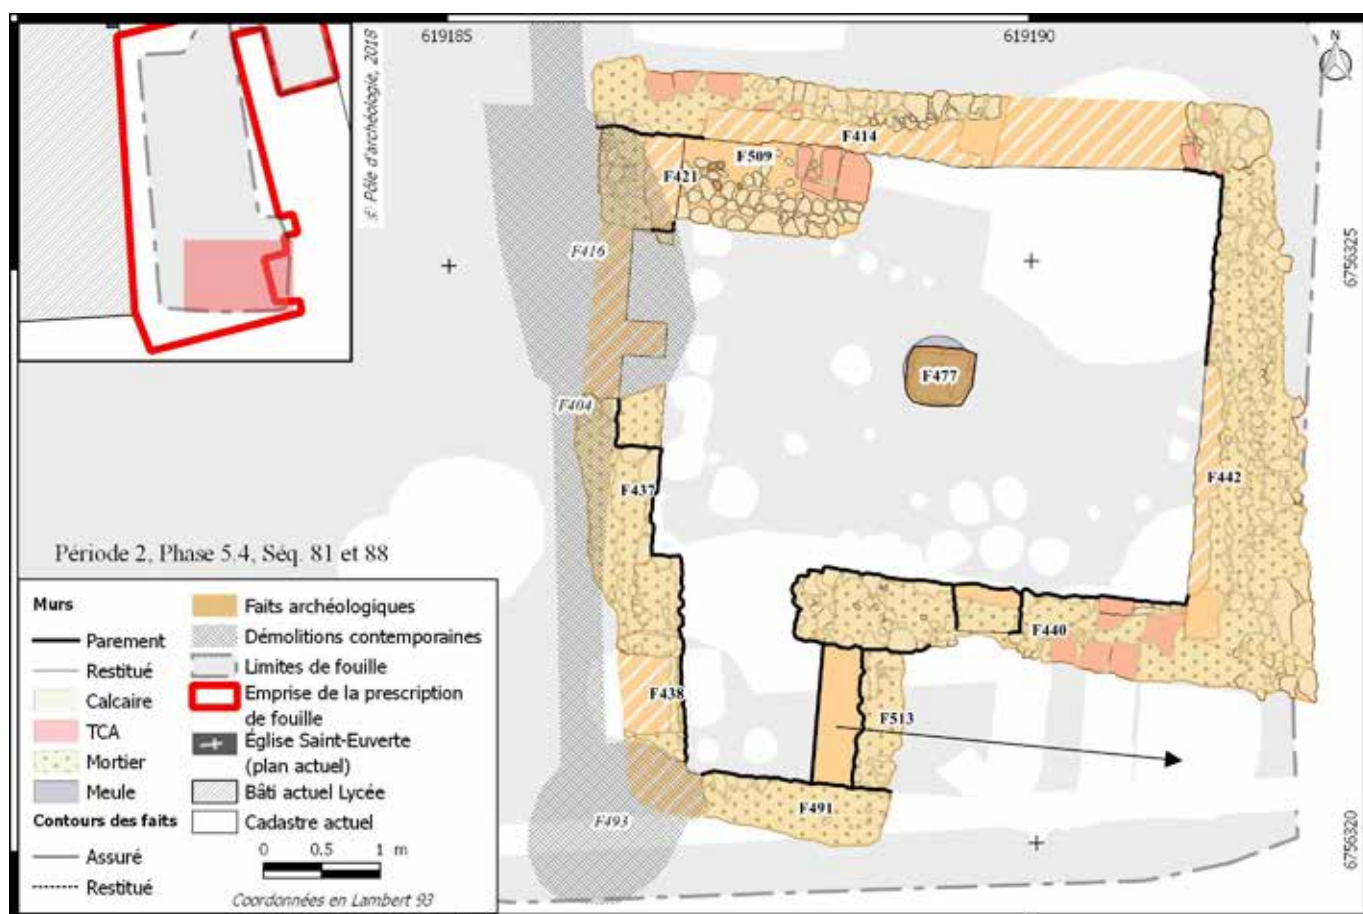 619185
619190
N
© Pôle d'archéologie, 2018
F414
F509
F421
F416
6756325
F477
F404
F442
F437
Période 2, Phase 5.4, Séq. 81 et 88
F440
F438
F513
F491
F493
6756320
Murs
Parement
Restitué
Calcaire
TCA
Mortier
Meule
Contours des faits
Assuré
Restitué
Faits archéologiques
Démolitions contemporaines
Limites de fouille
Emprise de la prescription
de fouille
Église Saint-Euverte
(plan actuel)
Bâti actuel Lycée
Cadastre actuel
0 0.5 1 m
Coordonnées en Lambert 93